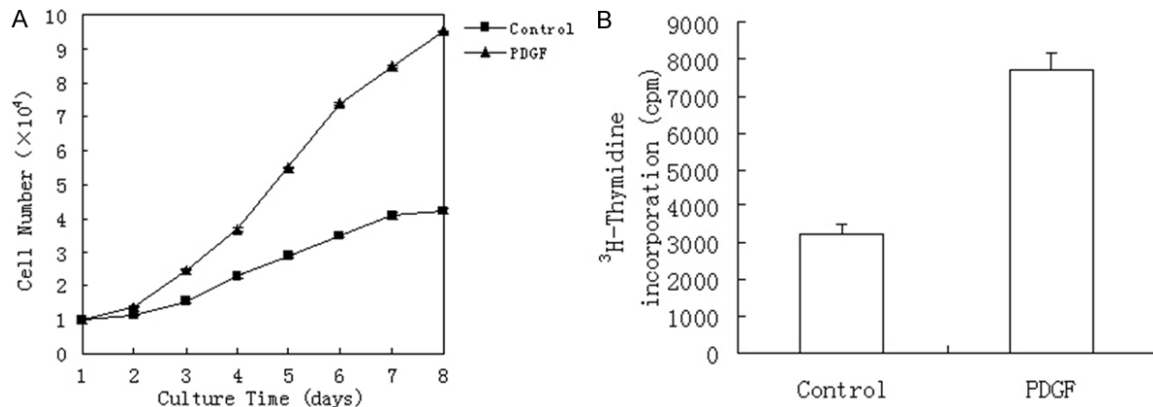 A
10
9
8
7
6
5
4
3
2
1
0
Cell Number (×10⁴)
1 2 3 4 5 6 7 8
Culture Time (days)
Control
PDGF
B
9000
8000
7000
6000
5000
4000
3000
2000
1000
0
³H-Thymidine
incorporation (cpm)
Control PDGF